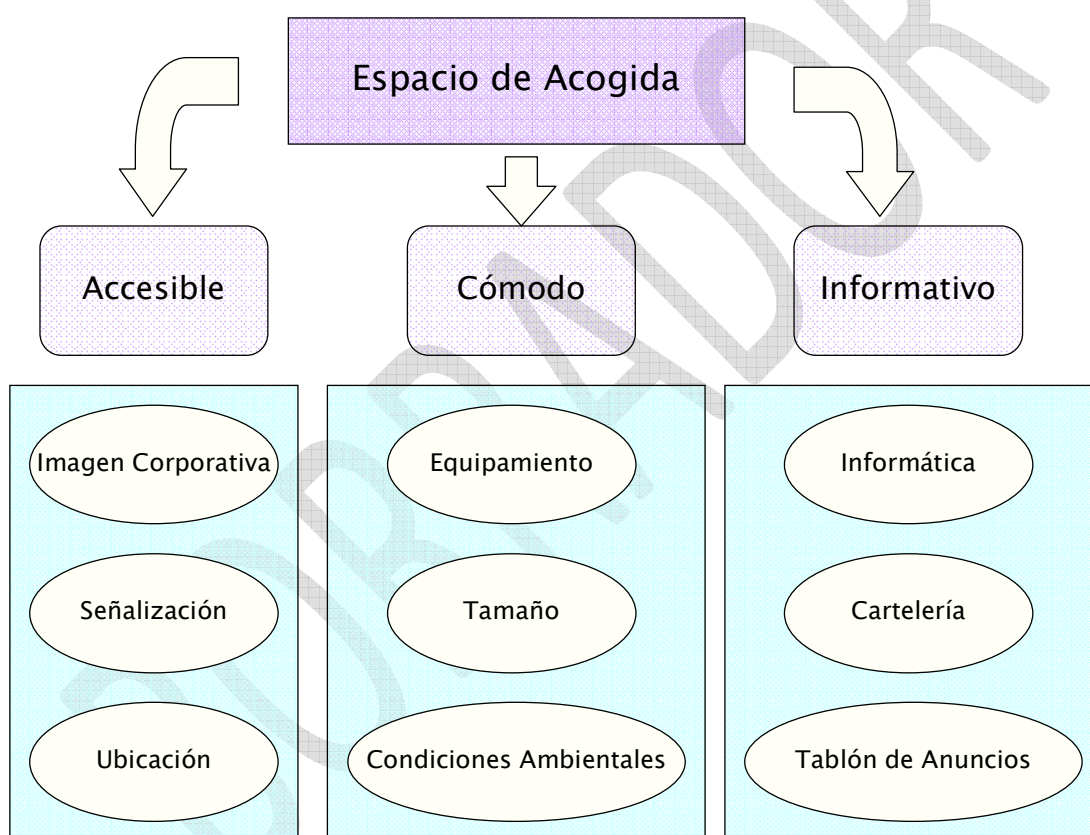 Espacio de Acogida
Accesible
Cómodo
Informativo
Imagen Corporativa
Equipamiento
Informática
Señalización
Tamaño
Cartelería
Ubicación
Condiciones Ambientales
Tablón de Anuncios